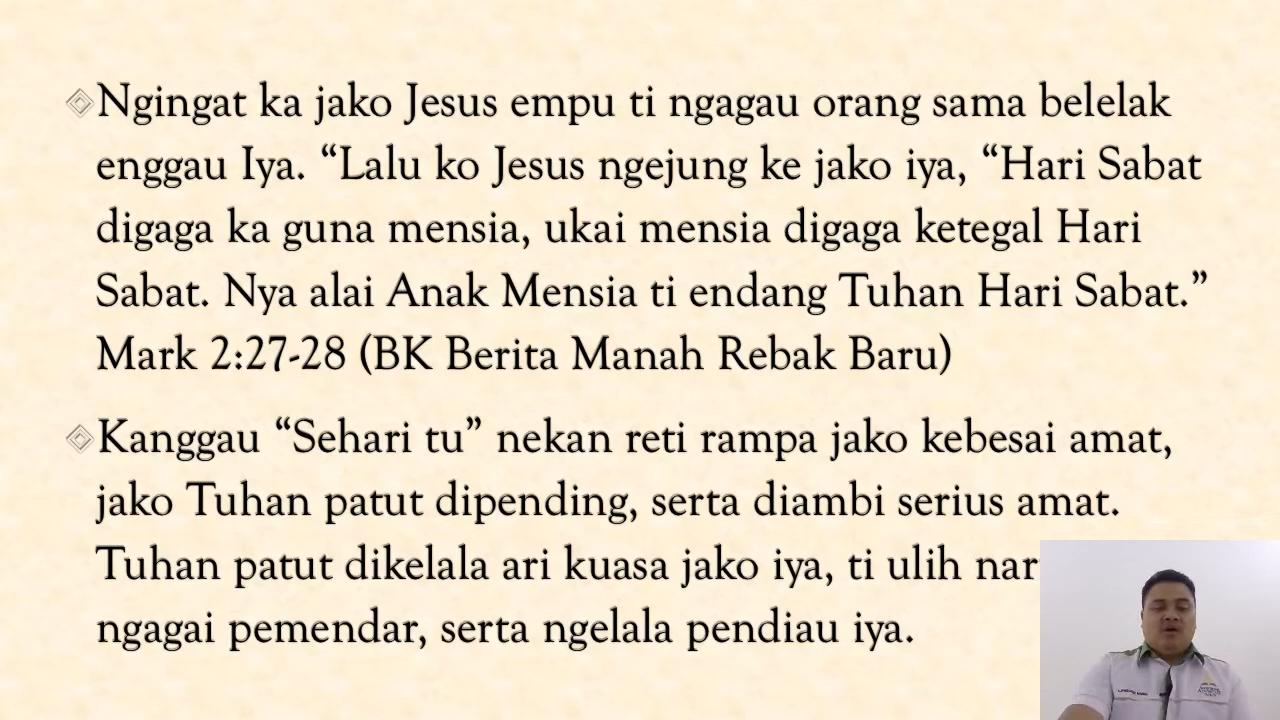 Ngingat ka jako Jesus empu ti ngagau orang sama belelak
enggau Iya. “Lalu ko Jesus ngejung ke jako iya, “Hari Sabat
digaga ka guna mensia, ukai mensia digaga ketegal Hari
Sabat. Nya alai Anak Mensia ti endang Tuhan Hari Sabat.”
Mark 2:27-28 (BK Berita Manah Rebak Baru)
Kanggau “Sehari tu” nekan reti rampa jako kebesai amat,
jako Tuhan patut dipending, serta diambi serius amat.
Tuhan patut dikelala ari kuasa jako iya, ti ulih
ngagai pemendar, serta ngelala pendiau iya.